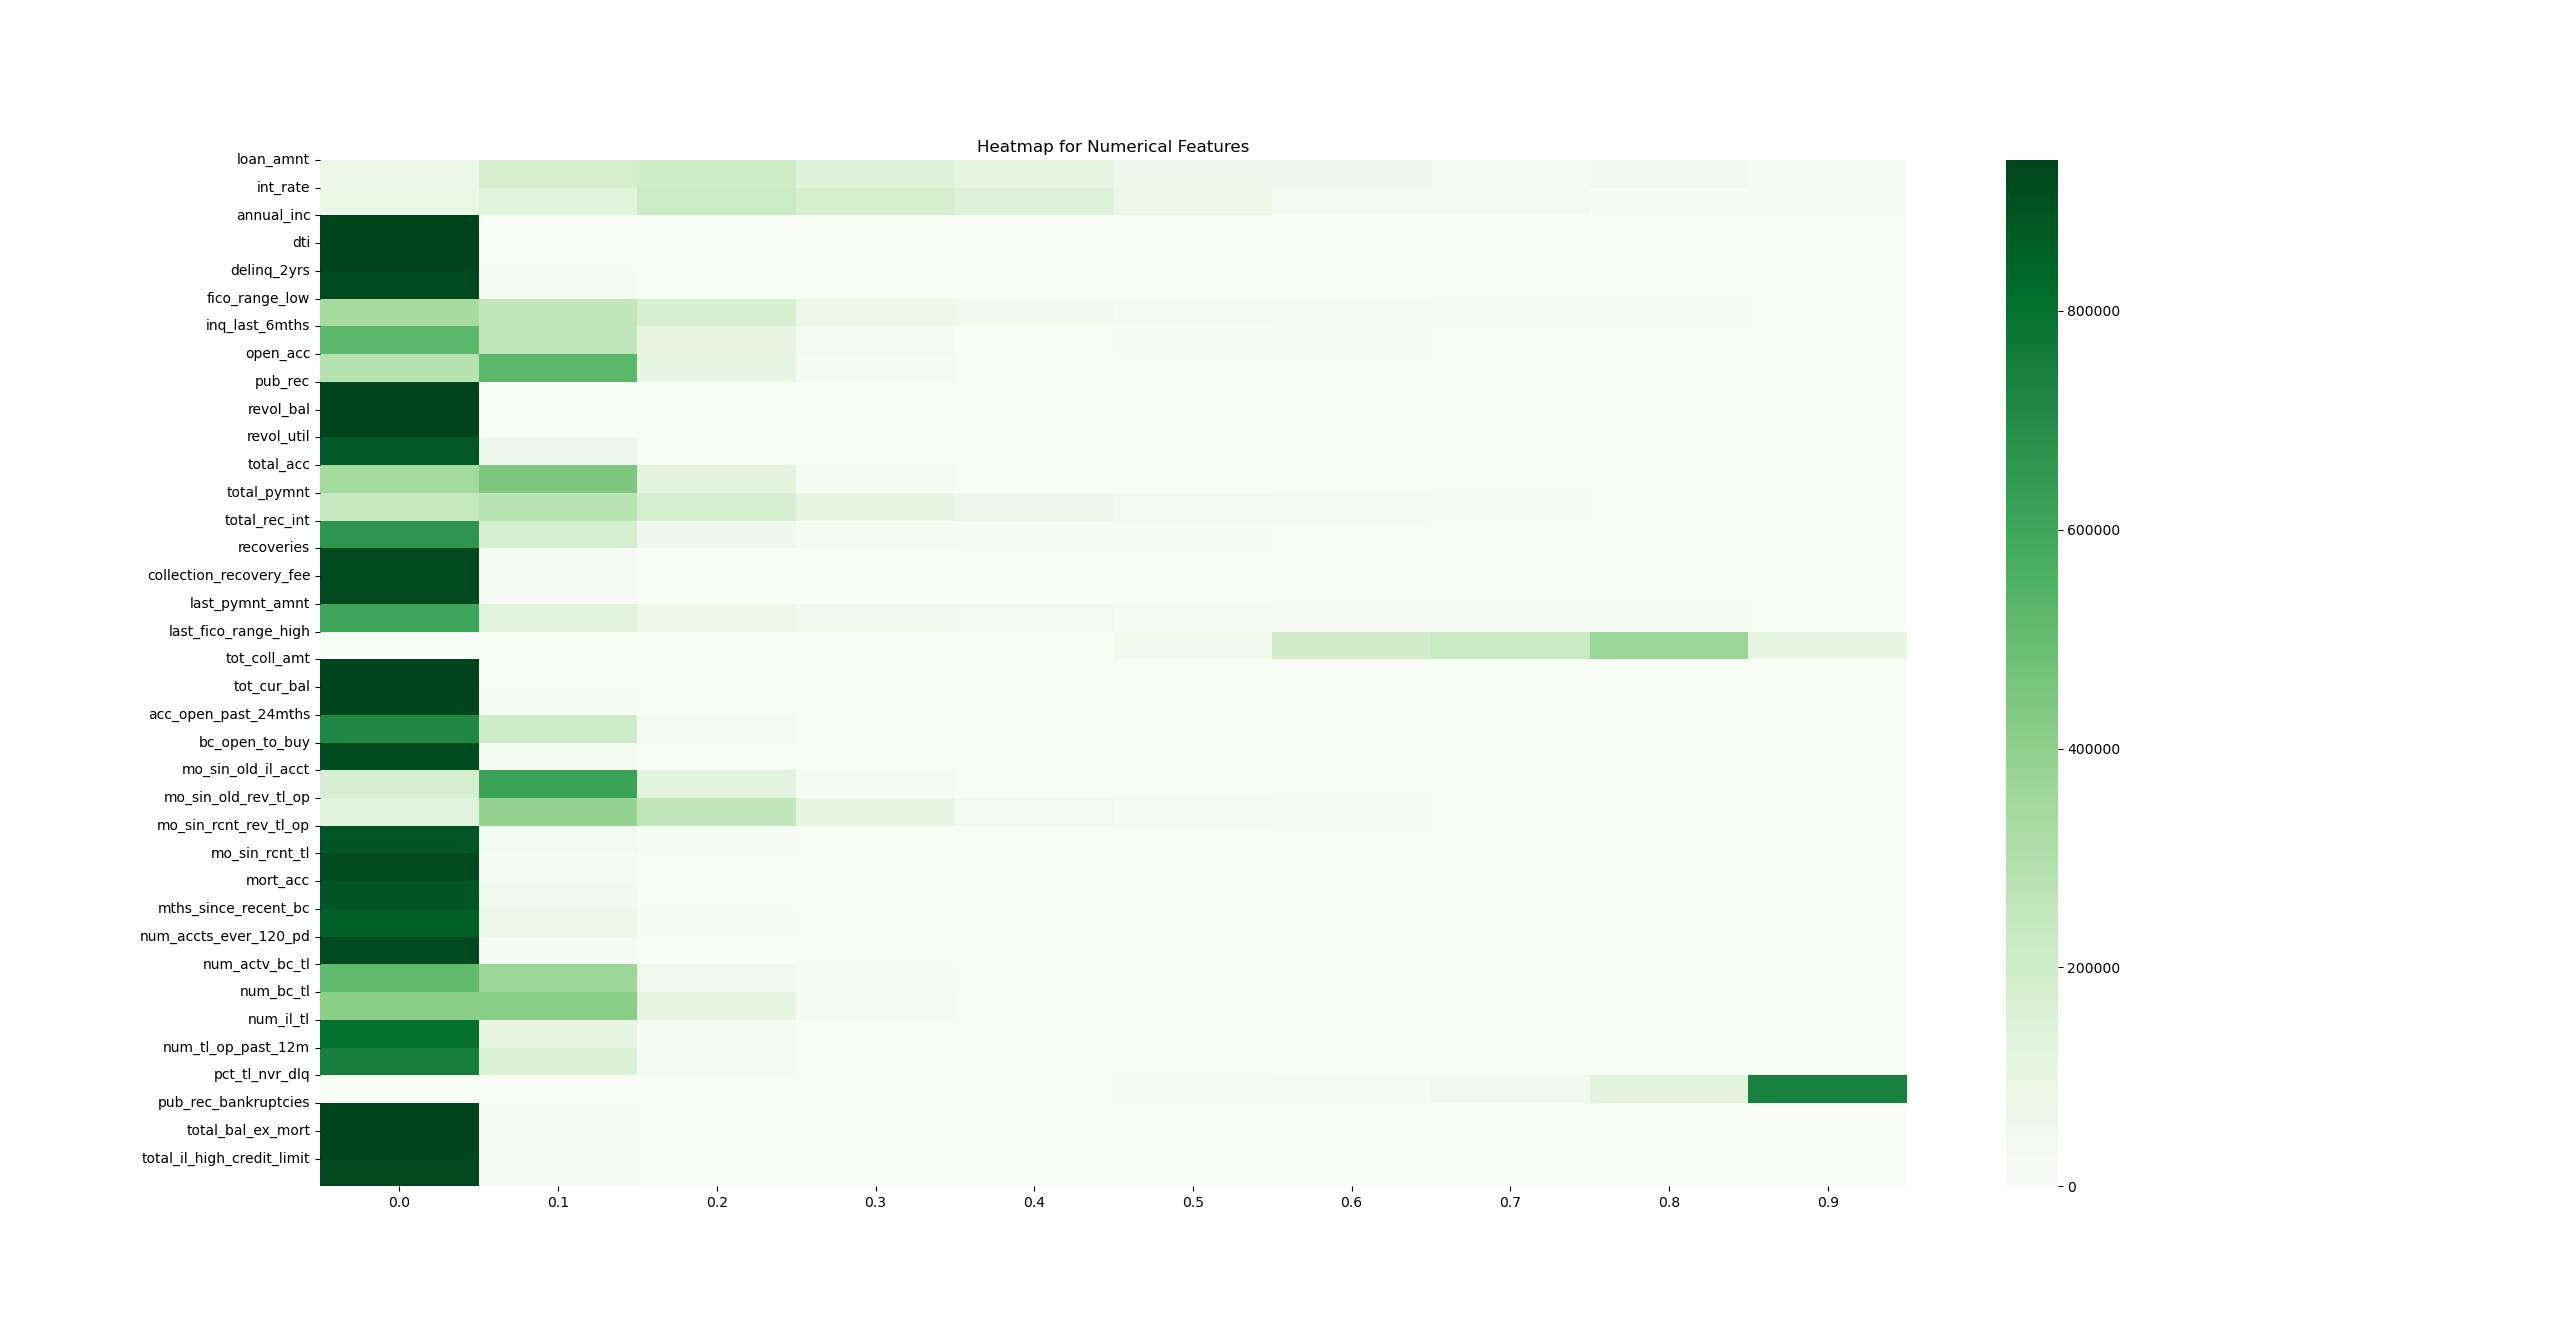 Heatmap for Numerical Features
loan_amnt
int_rate
annual_inc
dti
delinq_2yrs
fico_range_low
inq_last_6mths
open_acc
pub_rec
revol_bal
revol_util
total_acc
total_pymnt
total_rec_int
recoveries
collection_recovery_fee
last_pymnt_amnt
last_fico_range_high
tot_coll_amt
tot_cur_bal
acc_open_past_24mths
bc_open_to_buy
mo_sin_old_il_acct
mo_sin_old_rev_tl_op
mo_sin_rcnt_rev_tl_op
mo_sin_rcnt_tl
mort_acc
mths_since_recent_bc
num_accts_ever_120_pd
num_actv_bc_tl
num_bc_tl
num_il_tl
num_tl_op_past_12m
pct_tl_nvr_dlq
pub_rec_bankruptcies
total_bal_ex_mort
total_il_high_credit_limit
0.0 0.1 0.2 0.3 0.4 0.5 0.6 0.7 0.8 0.9
800000
600000
400000
200000
0